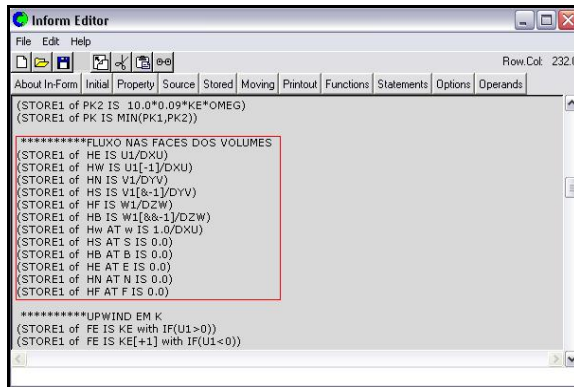 Inform Editor
File Edit Help
Row.Col: 232.0
About In-Form Initial Property Source Stored Moving Printout Functions Statements Options Operands
(STORE1 of PK2 IS 10.0*0.09*KE*OMEG)
(STORE1 of PK IS MIN(PK1,PK2))
**********FLUXO NAS FACES DOS VOLUMES
(STORE1 of HE IS U1/DXU)
(STORE1 of HW IS U1[-1]/DXU)
(STORE1 of HN IS V1/DYV)
(STORE1 of HS IS V1[&-1]/DYV)
(STORE1 of HF IS W1/DZW)
(STORE1 of HB IS W1[&&-1]/DZW)
(STORE1 of Hw AT w IS 1.0/DXU)
(STORE1 of HS AT S IS 0.0)
(STORE1 of HB AT B IS 0.0)
(STORE1 of HE AT E IS 0.0)
(STORE1 of HN AT N IS 0.0)
(STORE1 of HF AT F IS 0.0)
**********UPWIND EM K
(STORE1 of FE IS KE with IF(U1>0))
(STORE1 of FE IS KE[+1] with IF(U1<0))